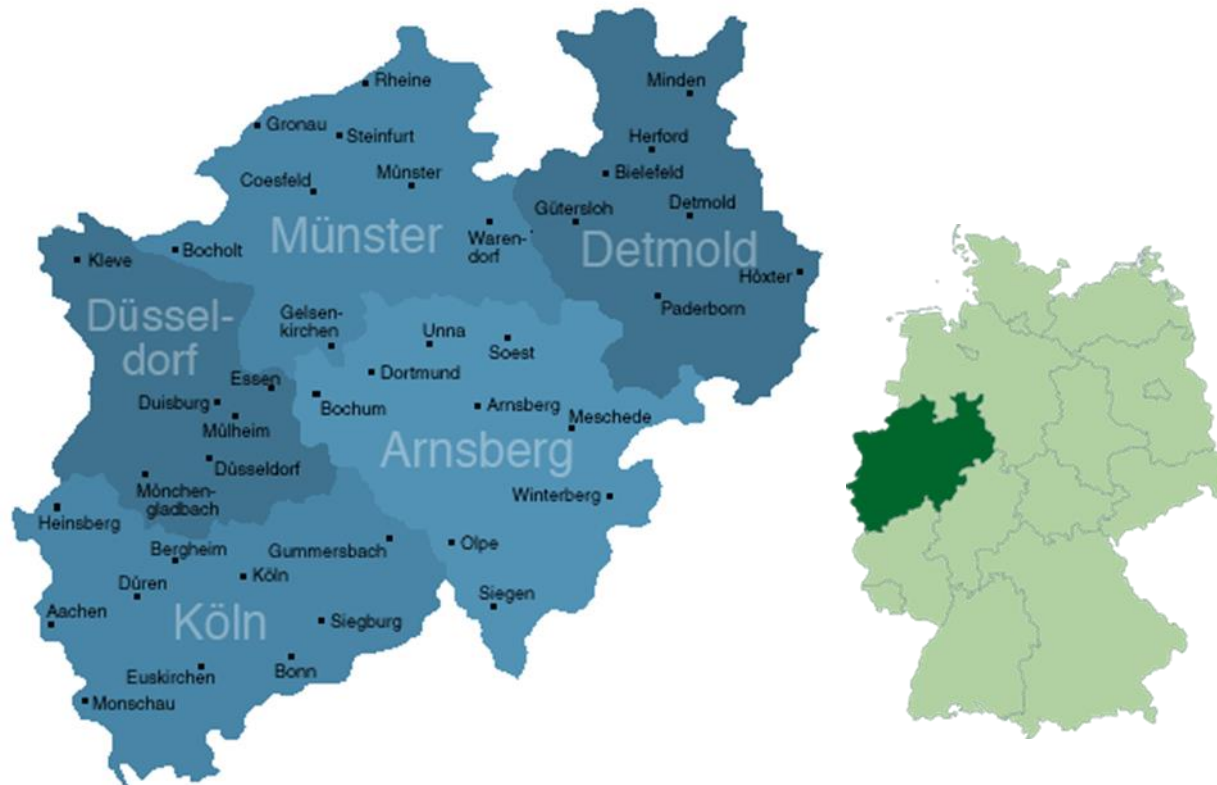 Rheine
Minden
Gronau
Steinfurt
Herford
Münster
Bielefeld
Coesfeld
Detmold
Gütersloh
Münster
Waren-
dorf
Detmold
Bocholt
Kleve
Höxter
Paderborn
Düssel-
dorf
Gelsen-
kirchen
Unna
Soest
Essen
Dortmund
Duisburg
Bochum
Arnsberg
Meschede
Mülheim
Arnsberg
Düsseldorf
Mönchen-
gladbach
Winterberg
Heinsberg
Bergheim
Gummersbach
Olpe
Düren
Köln
Siegen
Aachen
Köln
Siegburg
Euskirchen
Bonn
Monschau